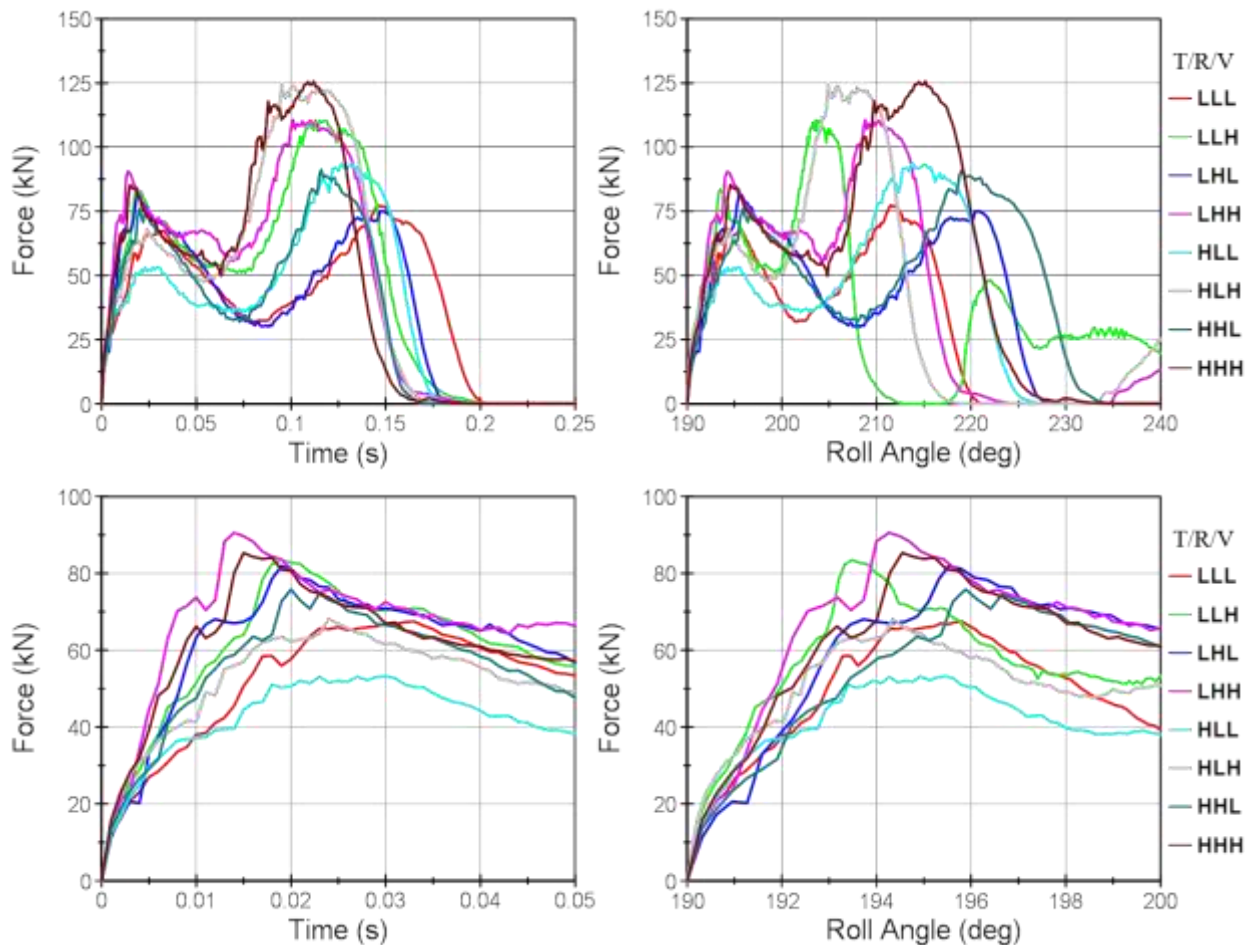 150
125
100
75
50
25
0
Force (kN)
0 0.05 0.1 0.15 0.2 0.25
Time (s)
150
125
100
75
50
25
0
Force (kN)
190 200 210 220 230 240
Roll Angle (deg)
T/R/V
LLL
LLH
LHL
LHH
HLL
HLH
HHL
HHH
100
80
60
40
20
0
Force (kN)
0 0.01 0.02 0.03 0.04 0.05
Time (s)
100
80
60
40
20
0
Force (kN)
190 192 194 196 198 200
Roll Angle (deg)
T/R/V
LLL
LLH
LHL
LHH
HLL
HLH
HHL
HHH